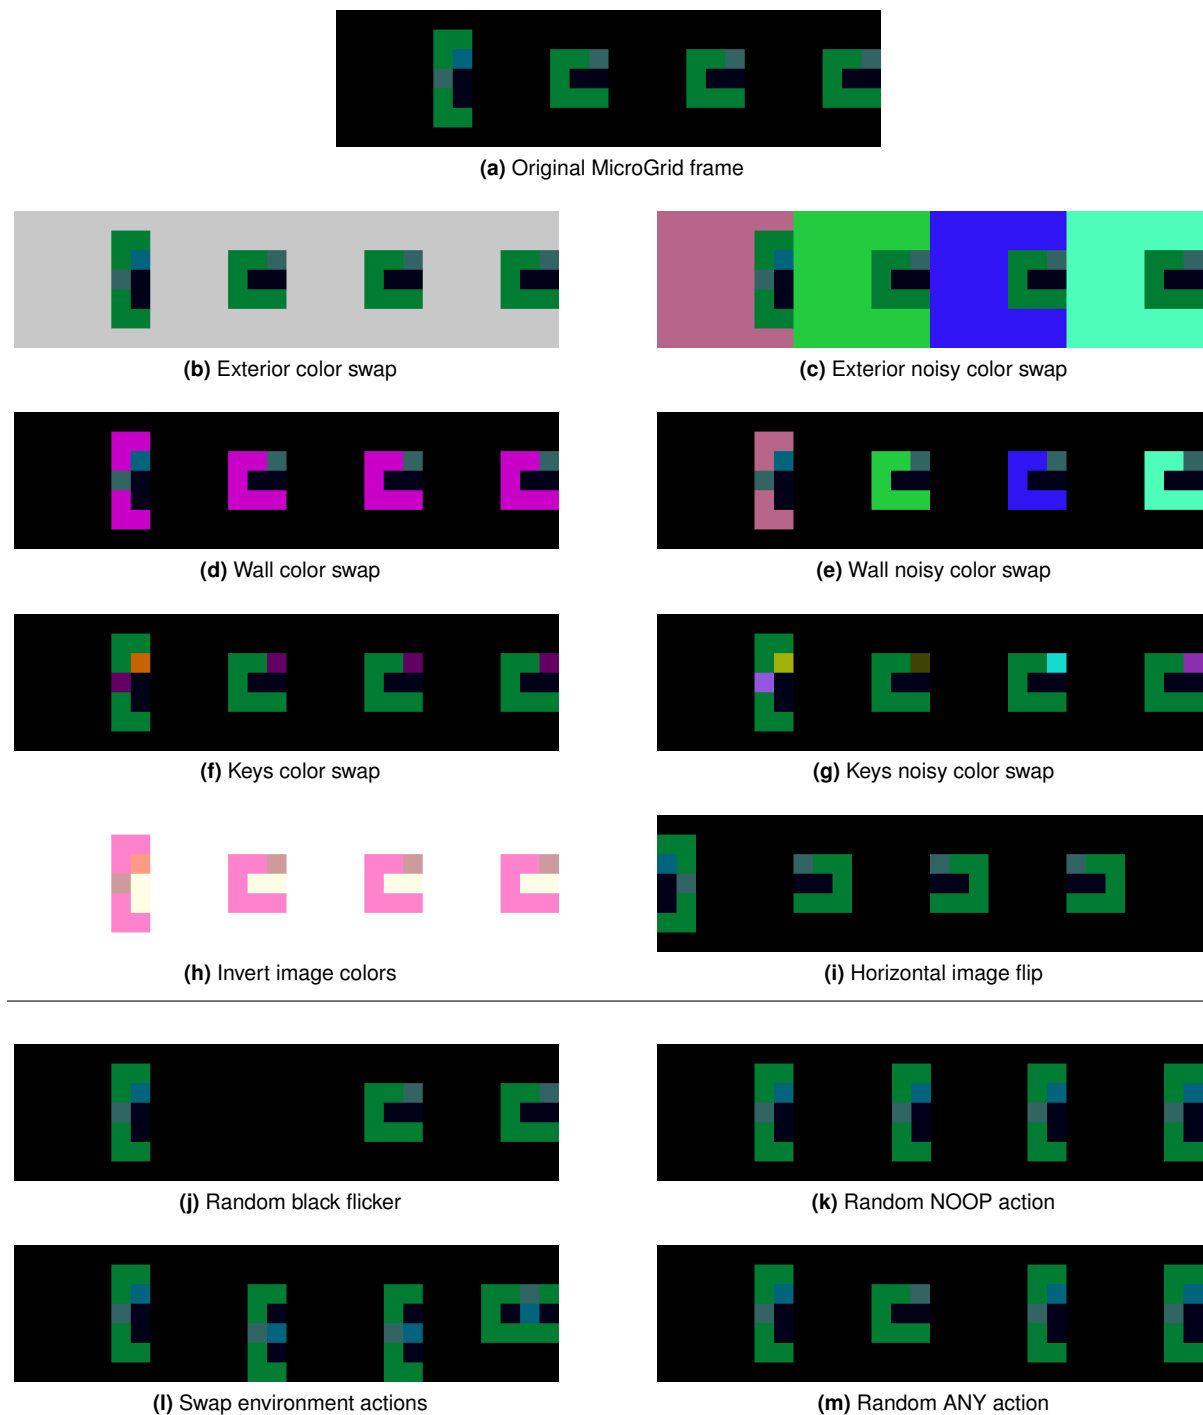 (a) Original MicroGrid frame
(b) Exterior color swap
(c) Exterior noisy color swap
(d) Wall color swap
(e) Wall noisy color swap
(f) Keys color swap
(g) Keys noisy color swap
(h) Invert image colors
(i) Horizontal image flip
(j) Random black flicker
(k) Random NOOP action
(l) Swap environment actions
(m) Random ANY action